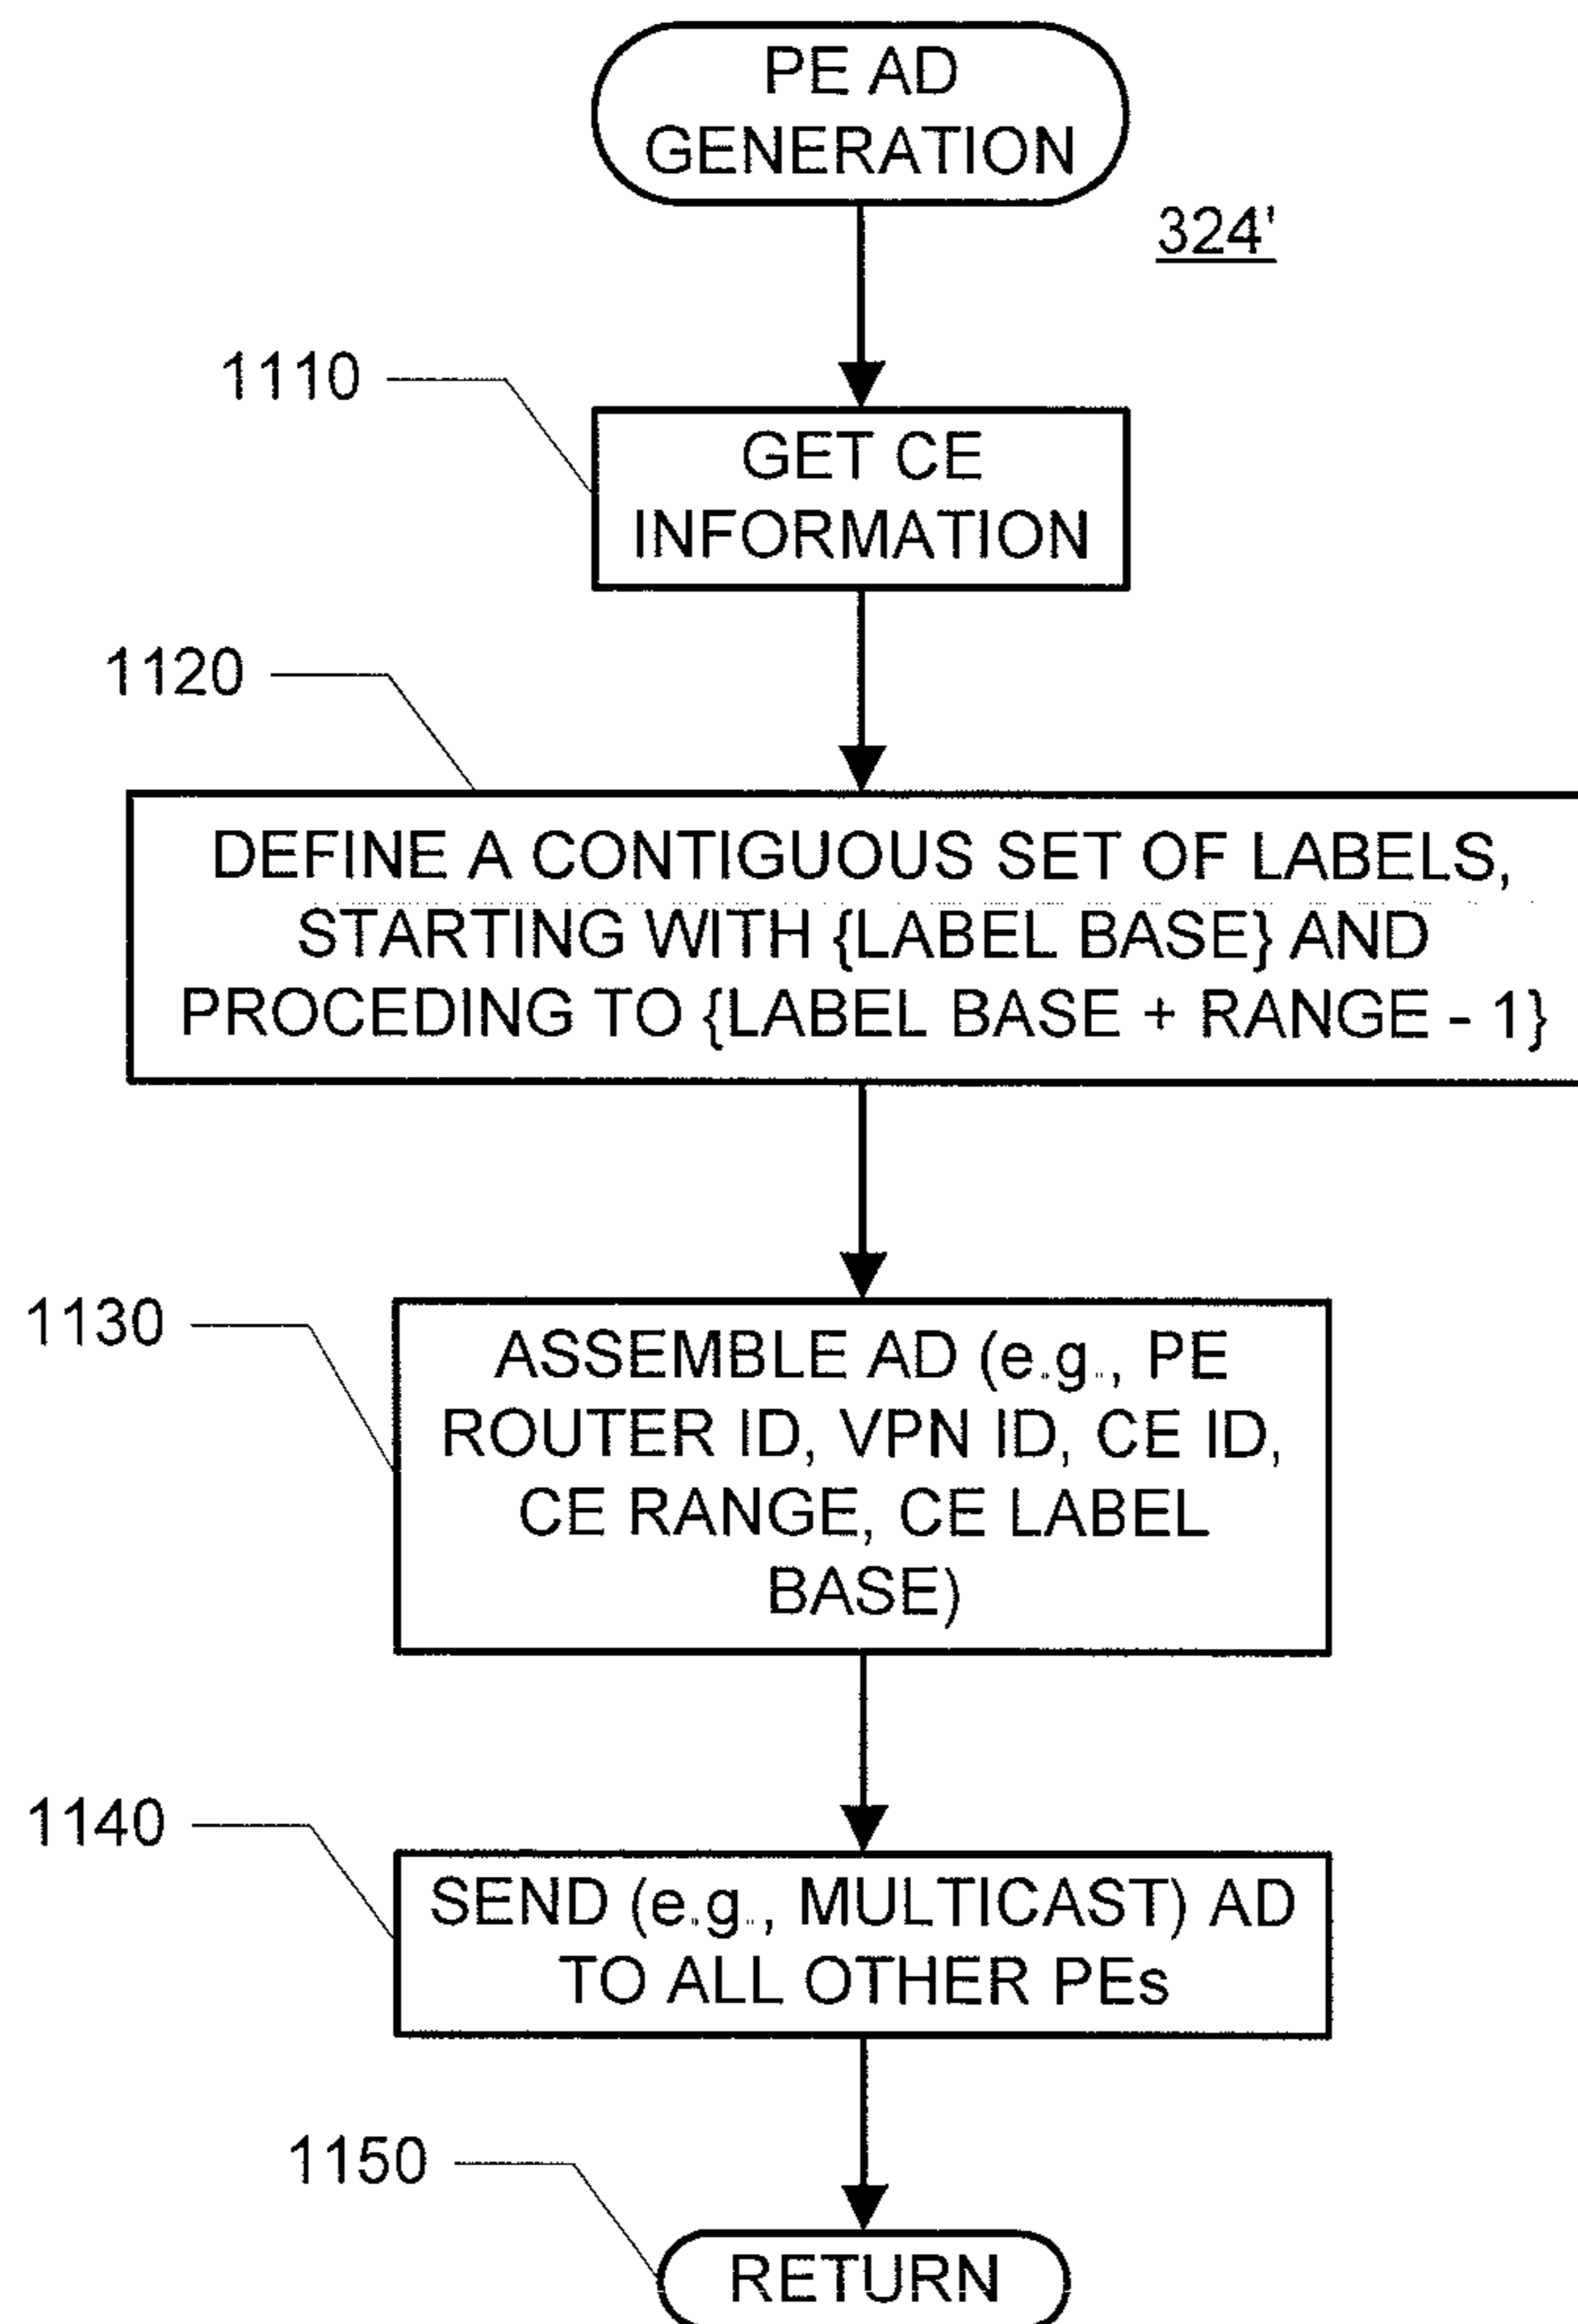 PE AD
GENERATION
324'
1110
GET CE
INFORMATION
1120
DEFINE A CONTIGUOUS SET OF LABELS,
STARTING WITH {LABEL BASE} AND
PROCEDING TO {LABEL BASE + RANGE - 1}
1130
ASSEMBLE AD (e.g., PE
ROUTER ID, VPN ID, CE ID,
CE RANGE, CE LABEL
BASE)
1140
SEND (e.g., MULTICAST) AD
TO ALL OTHER PEs
1150
RETURN